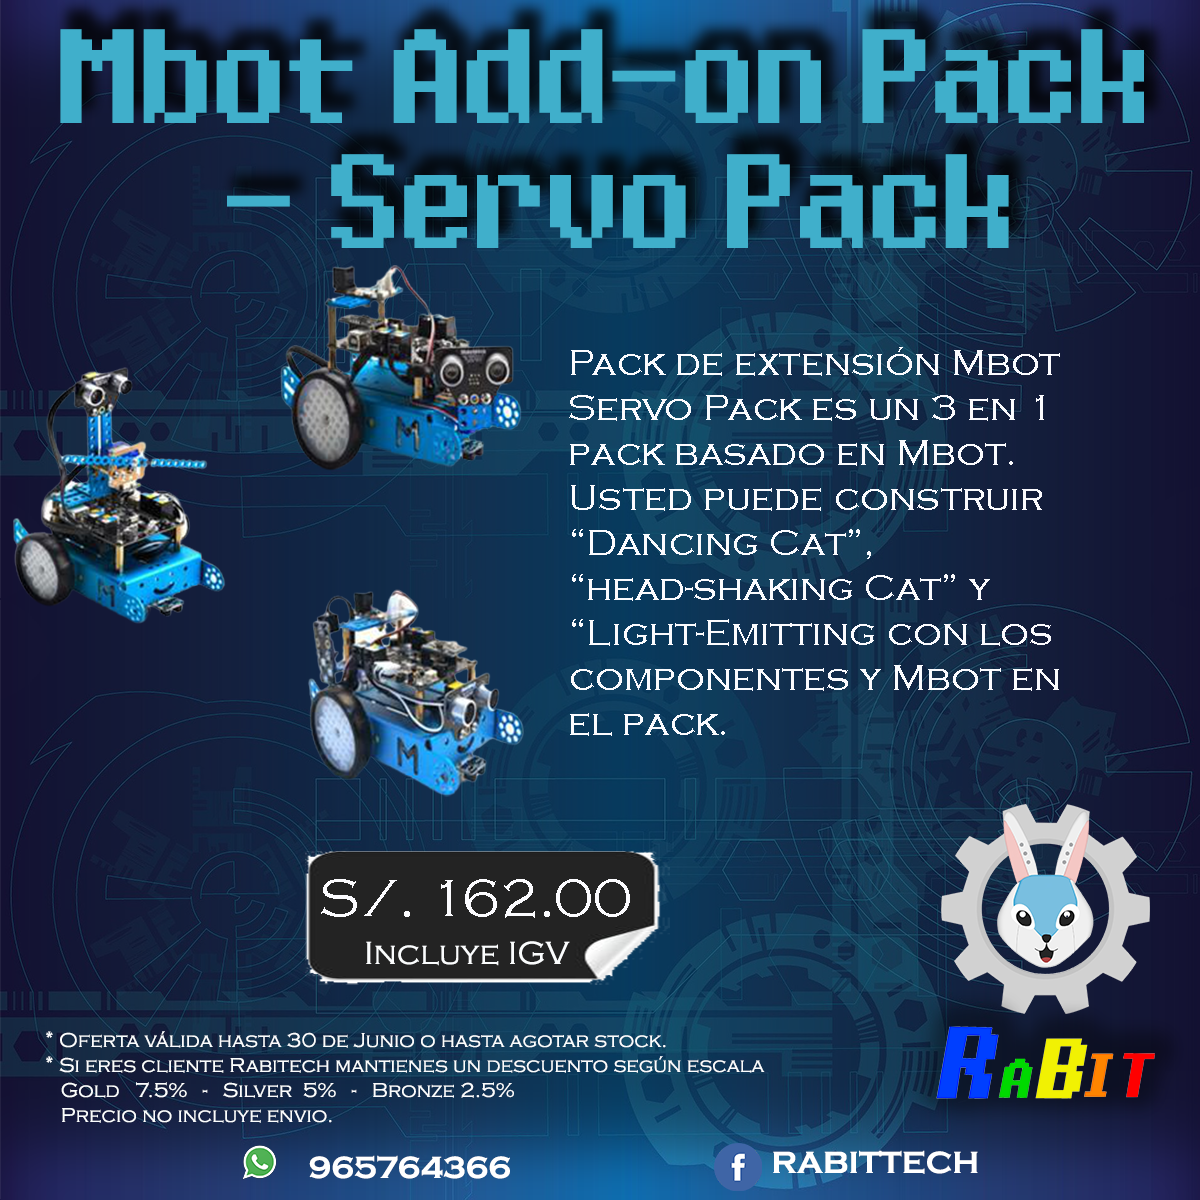 Mbot Add-on Pack
- Servo Pack
Pack de extensión Mbot
Servo Pack es un 3 en 1
pack basado en Mbot.
Usted puede construir
“Dancing Cat”,
“head-shaking Cat” y
“Light-Emitting con los
componentes y Mbot en
el pack.
M
M
M
S/. 162.00
Incluye IGV
* Oferta válida hasta 30 de Junio o hasta agotar stock.
* Si eres cliente Rabitech mantienes un descuento según escala
Gold 7.5% - Silver 5% - Bronze 2.5%
Precio no incluye envio.
RaBit
965764366
f RABITTECH